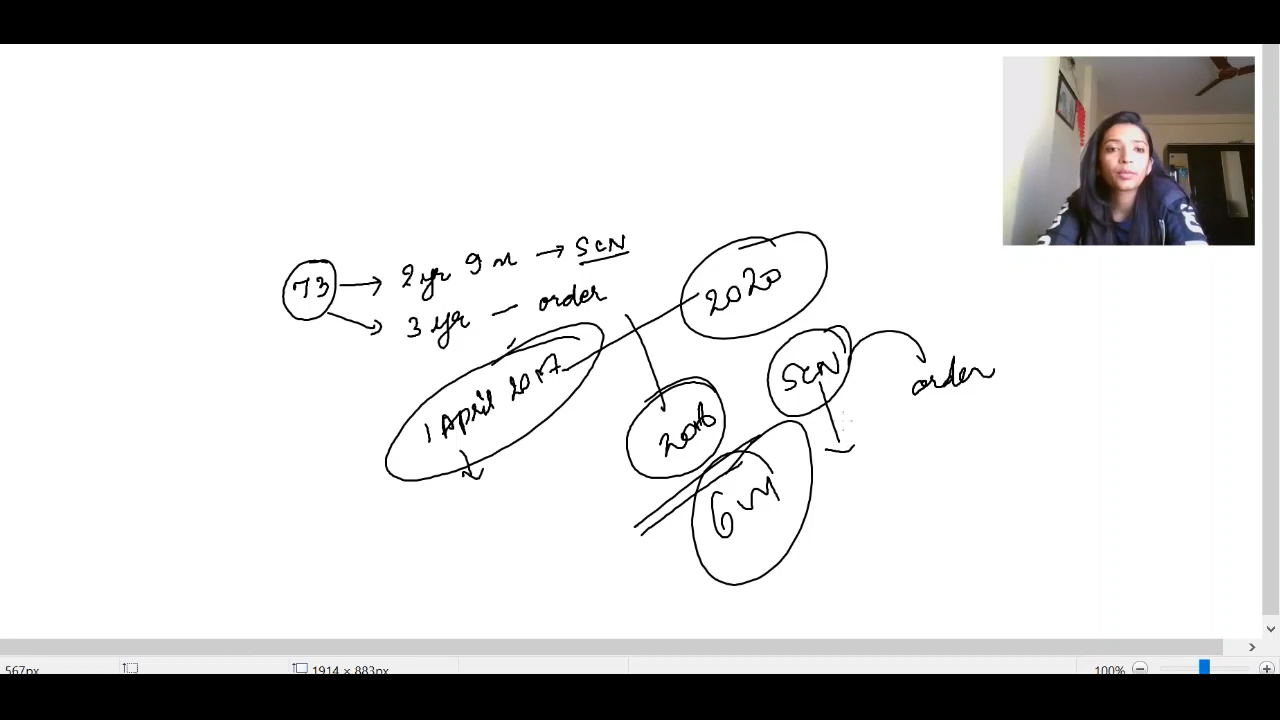 73 → 2 yr 9 m → SCN
3 yr — order
2020
1 April 2017
SCN
order
6 m
567px
1914 × 883px
100%